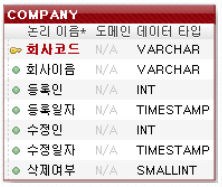 COMPANY
논리 이름* 도메인 데이터 타입
회사코드 N/A VARCHAR
회사이름 N/A VARCHAR
등록인 N/A INT
등록일자 N/A TIMESTAMP
수정인 N/A INT
수정일자 N/A TIMESTAMP
삭제여부 N/A SMALLINT